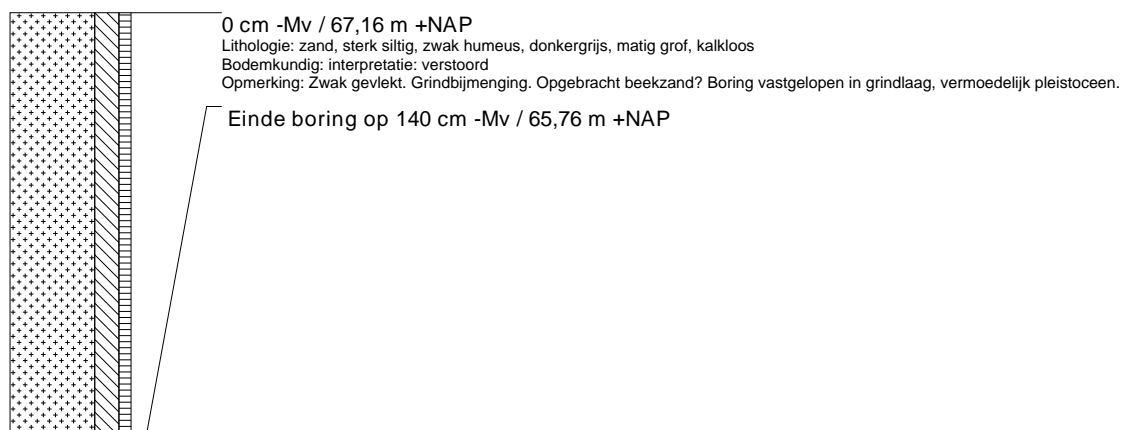 0 cm -Mv / 67,16 m +NAP
Lithologie: zand, sterk siltig, zwak humeus, donkergrijs, matig grof, kalkloos
Bodemkundig: interpretatie: verstoord
Opmerking: Zwak gevlekt. Grindbijmenging. Opgebracht beekzand? Boring vastgelopen in grindlaag, vermoedelijk pleistoceen.
Einde boring op 140 cm -Mv / 65,76 m +NAP